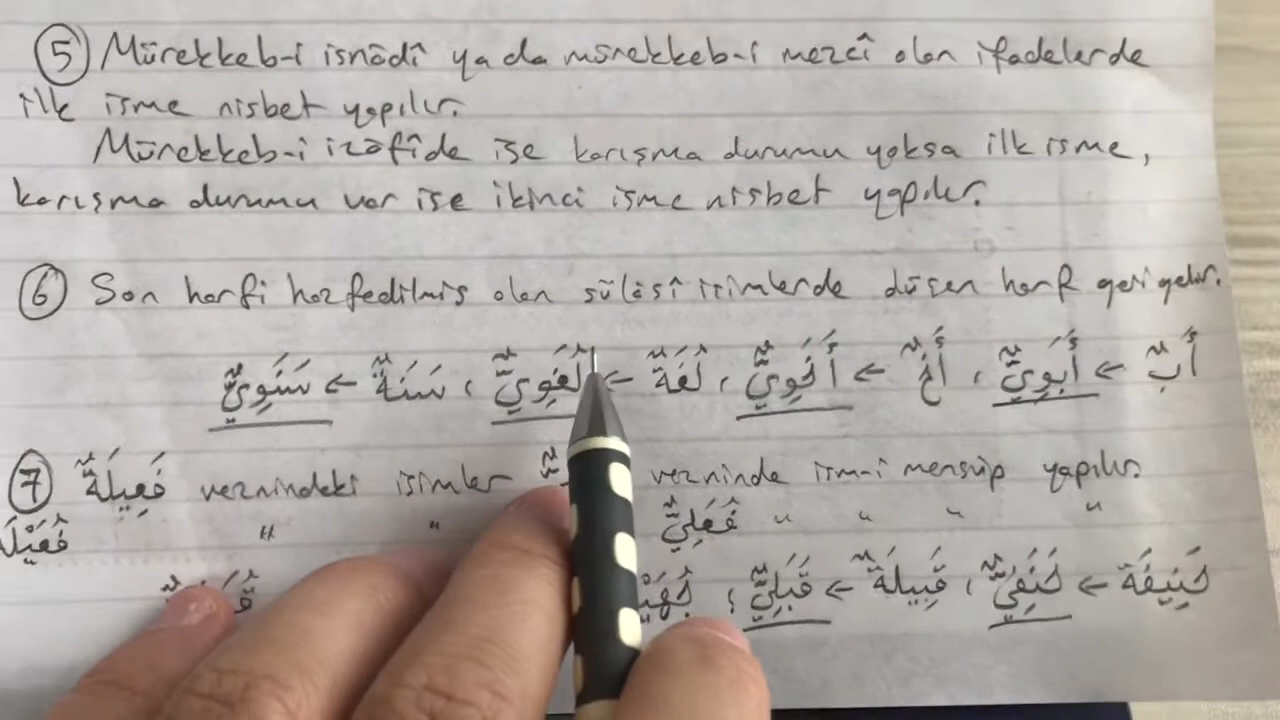 ⑤ Mürekkeb-i isnâdî ya da mürekkeb-i mezcî olan ifadelerde
ilk isme nisbet yapılır.
Mürekkeb-i izâfîde ise karışma durumu yoksa ilk isme,
karışma durumu var ise ikinci isme nisbet yapılır.
⑥ Son harfi hazfedilmiş olan sülâsî isimlerde düşen harf geri gelir.
أَبٌ ← أَبَوِيٌّ ، أَخٌ ← أَخَوِيٌّ ، لُغَةٌ ← لُغَوِيٌّ ، سَنَةٌ ← سَنَوِيٌّ
⑦ فَعِيلَةٌ veznindeki isimler vezninde ism-i mensûp yapılır.
فُعَيْلَ " " فُعَلِيٌّ " " " "
حَنِيفَة ← حَنَفِيٌّ ، قَبِيلَةٌ ← قَبَلِيٌّ ؛